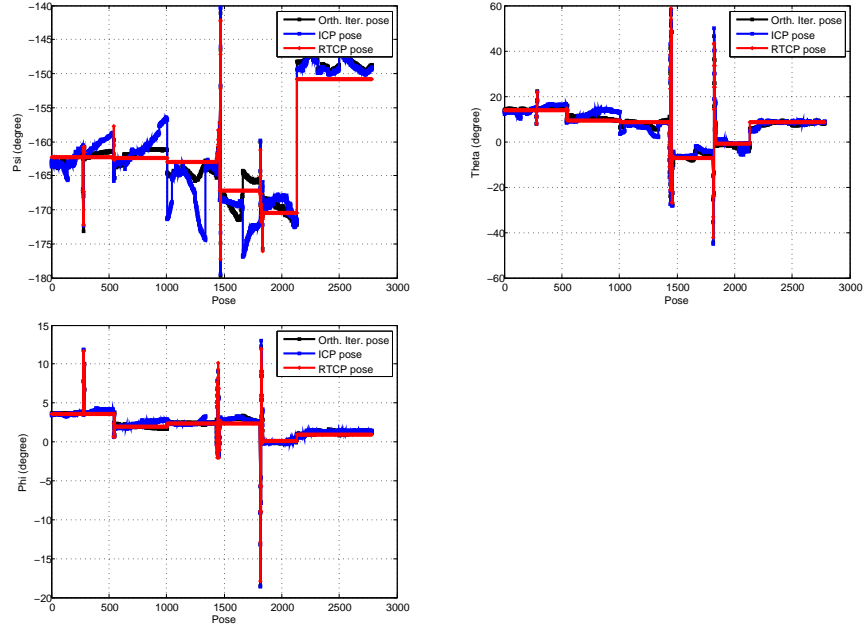 −140
−145
−150
−155
−160
−165
−170
−175
−180
Psi (degree)
0 500 1000 1500 2000 2500 3000
Pose
Orth. Iter. pose
ICP pose
RTCP pose
60
40
20
0
−20
−40
−60
Theta (degree)
0 500 1000 1500 2000 2500 3000
Pose
Orth. Iter. pose
ICP pose
RTCP pose
15
10
5
0
−5
−10
−15
−20
Phi (degree)
0 500 1000 1500 2000 2500 3000
Pose
Orth. Iter. pose
ICP pose
RTCP pose